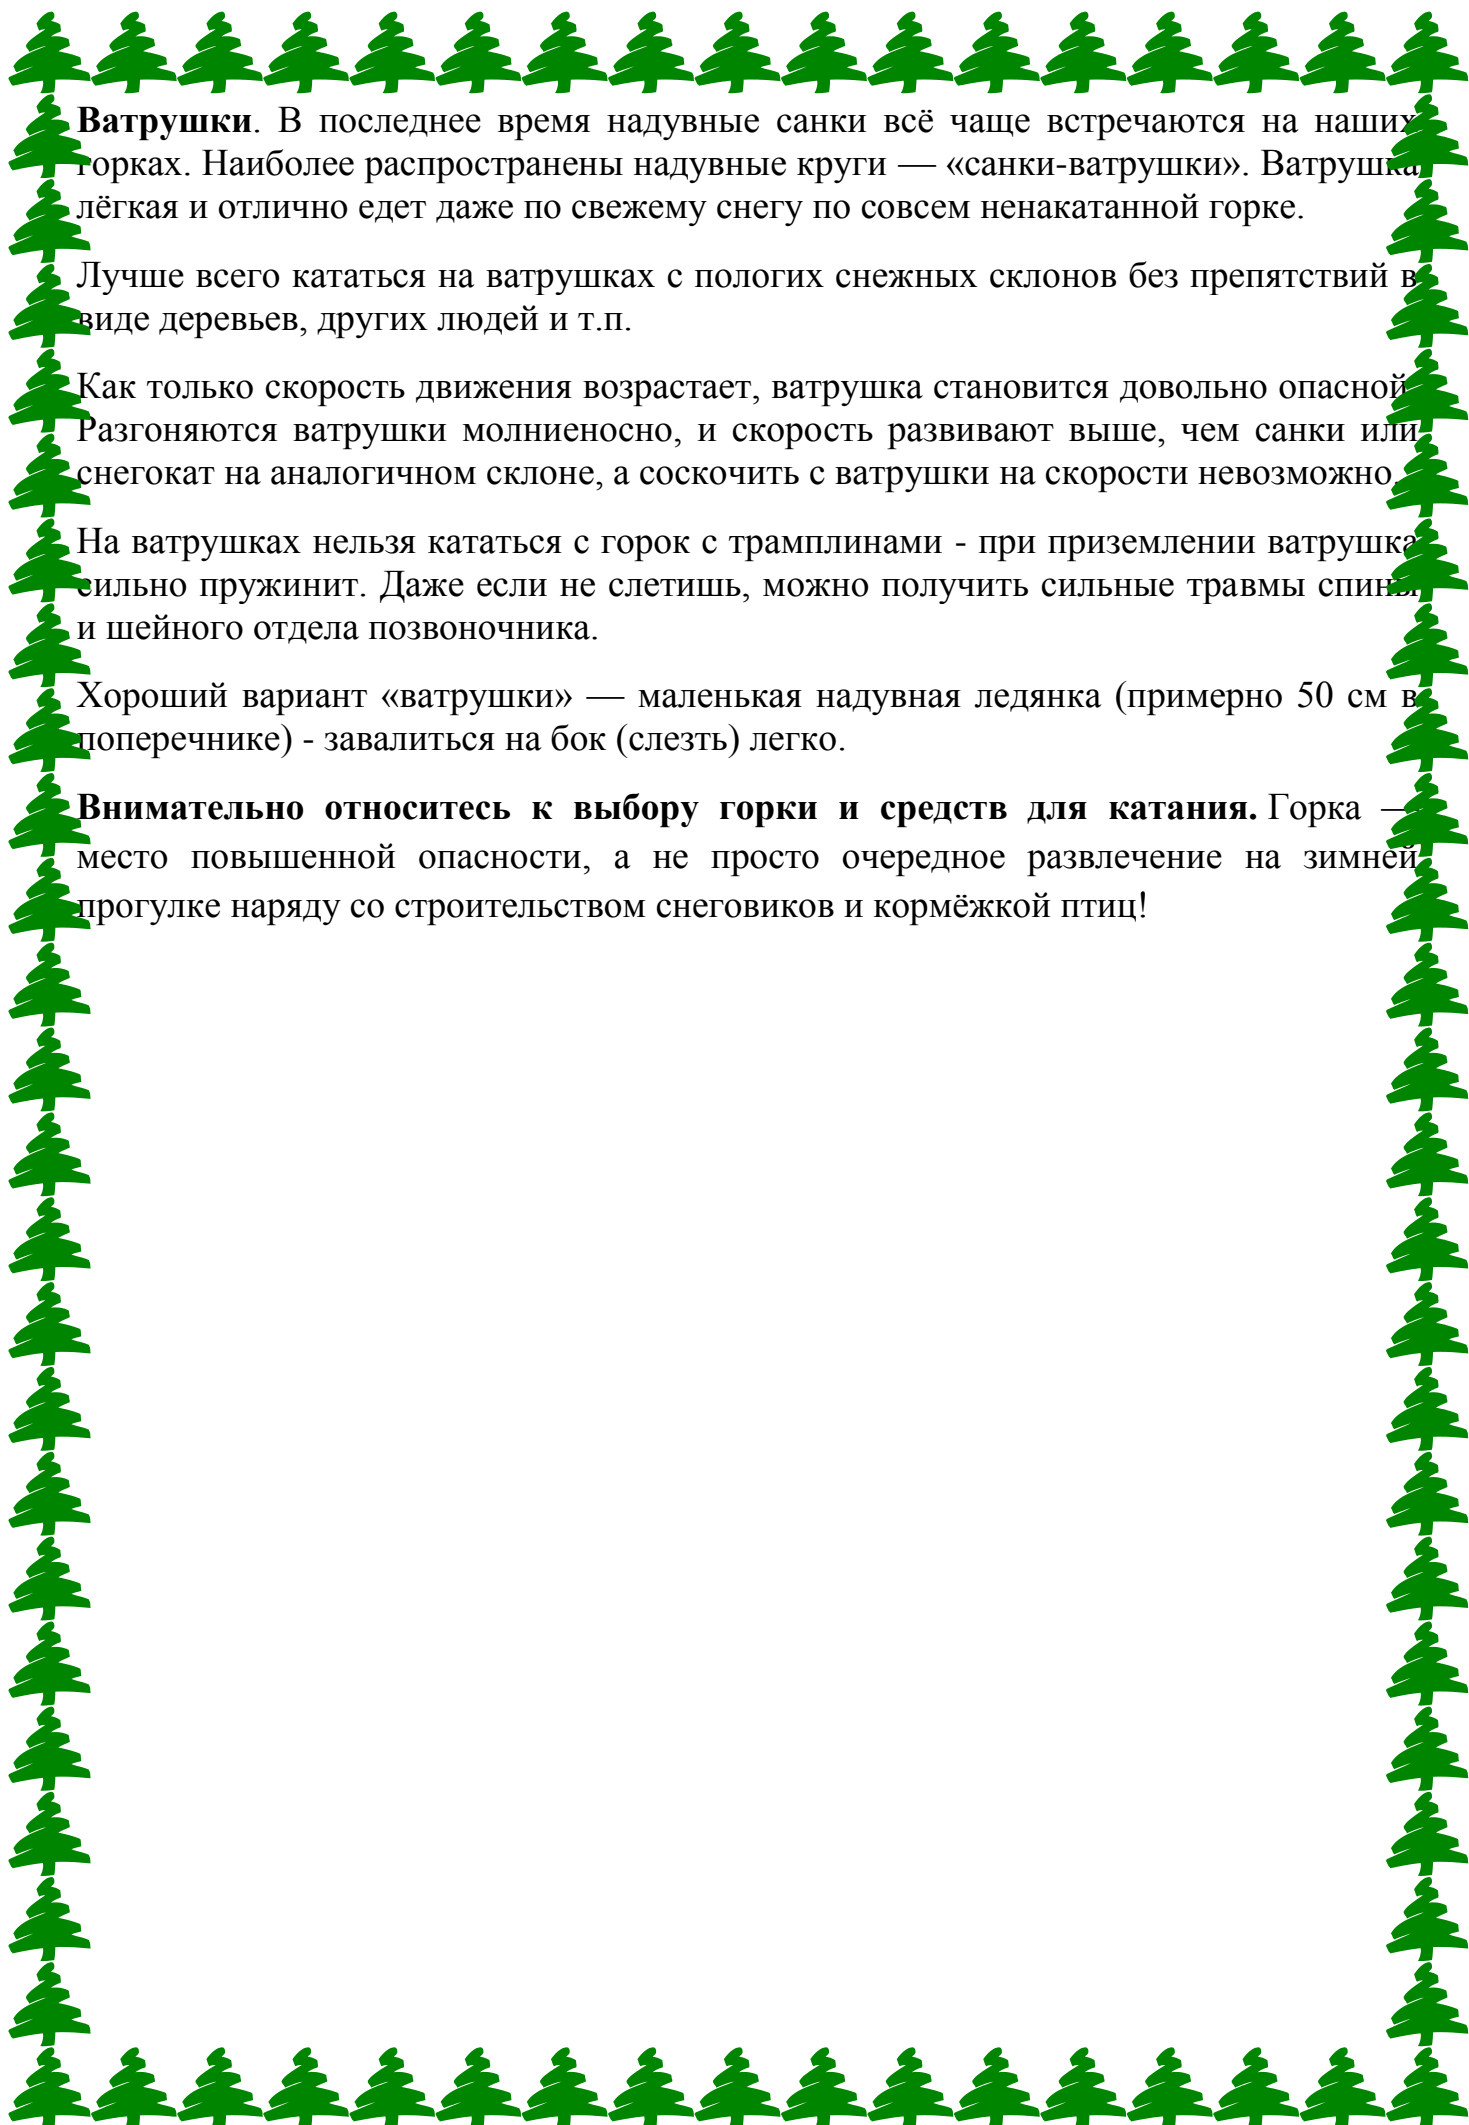 Ватрушки. В последнее время надувные санки всё чаще встречаются на наших
горках. Наиболее распространены надувные круги — «санки-ватрушки». Ватрушка
лёгкая и отлично едет даже по свежему снегу по совсем ненакатанной горке.
Лучше всего кататься на ватрушках с пологих снежных склонов без препятствий в
виде деревьев, других людей и т.п.
Как только скорость движения возрастает, ватрушка становится довольно опасной.
Разгоняются ватрушки молниеносно, и скорость развивают выше, чем санки или
снегокат на аналогичном склоне, а соскочить с ватрушки на скорости невозможно.
На ватрушках нельзя кататься с горок с трамплинами - при приземлении ватрушка
сильно пружинит. Даже если не слетишь, можно получить сильные травмы спины
и шейного отдела позвоночника.
Хороший вариант «ватрушки» — маленькая надувная ледянка (примерно 50 см в
поперечнике) - завалиться на бок (слезть) легко.
Внимательно относитесь к выбору горки и средств для катания. Горка —
место повышенной опасности, а не просто очередное развлечение на зимней
прогулке наряду со строительством снеговиков и кормёжкой птиц!